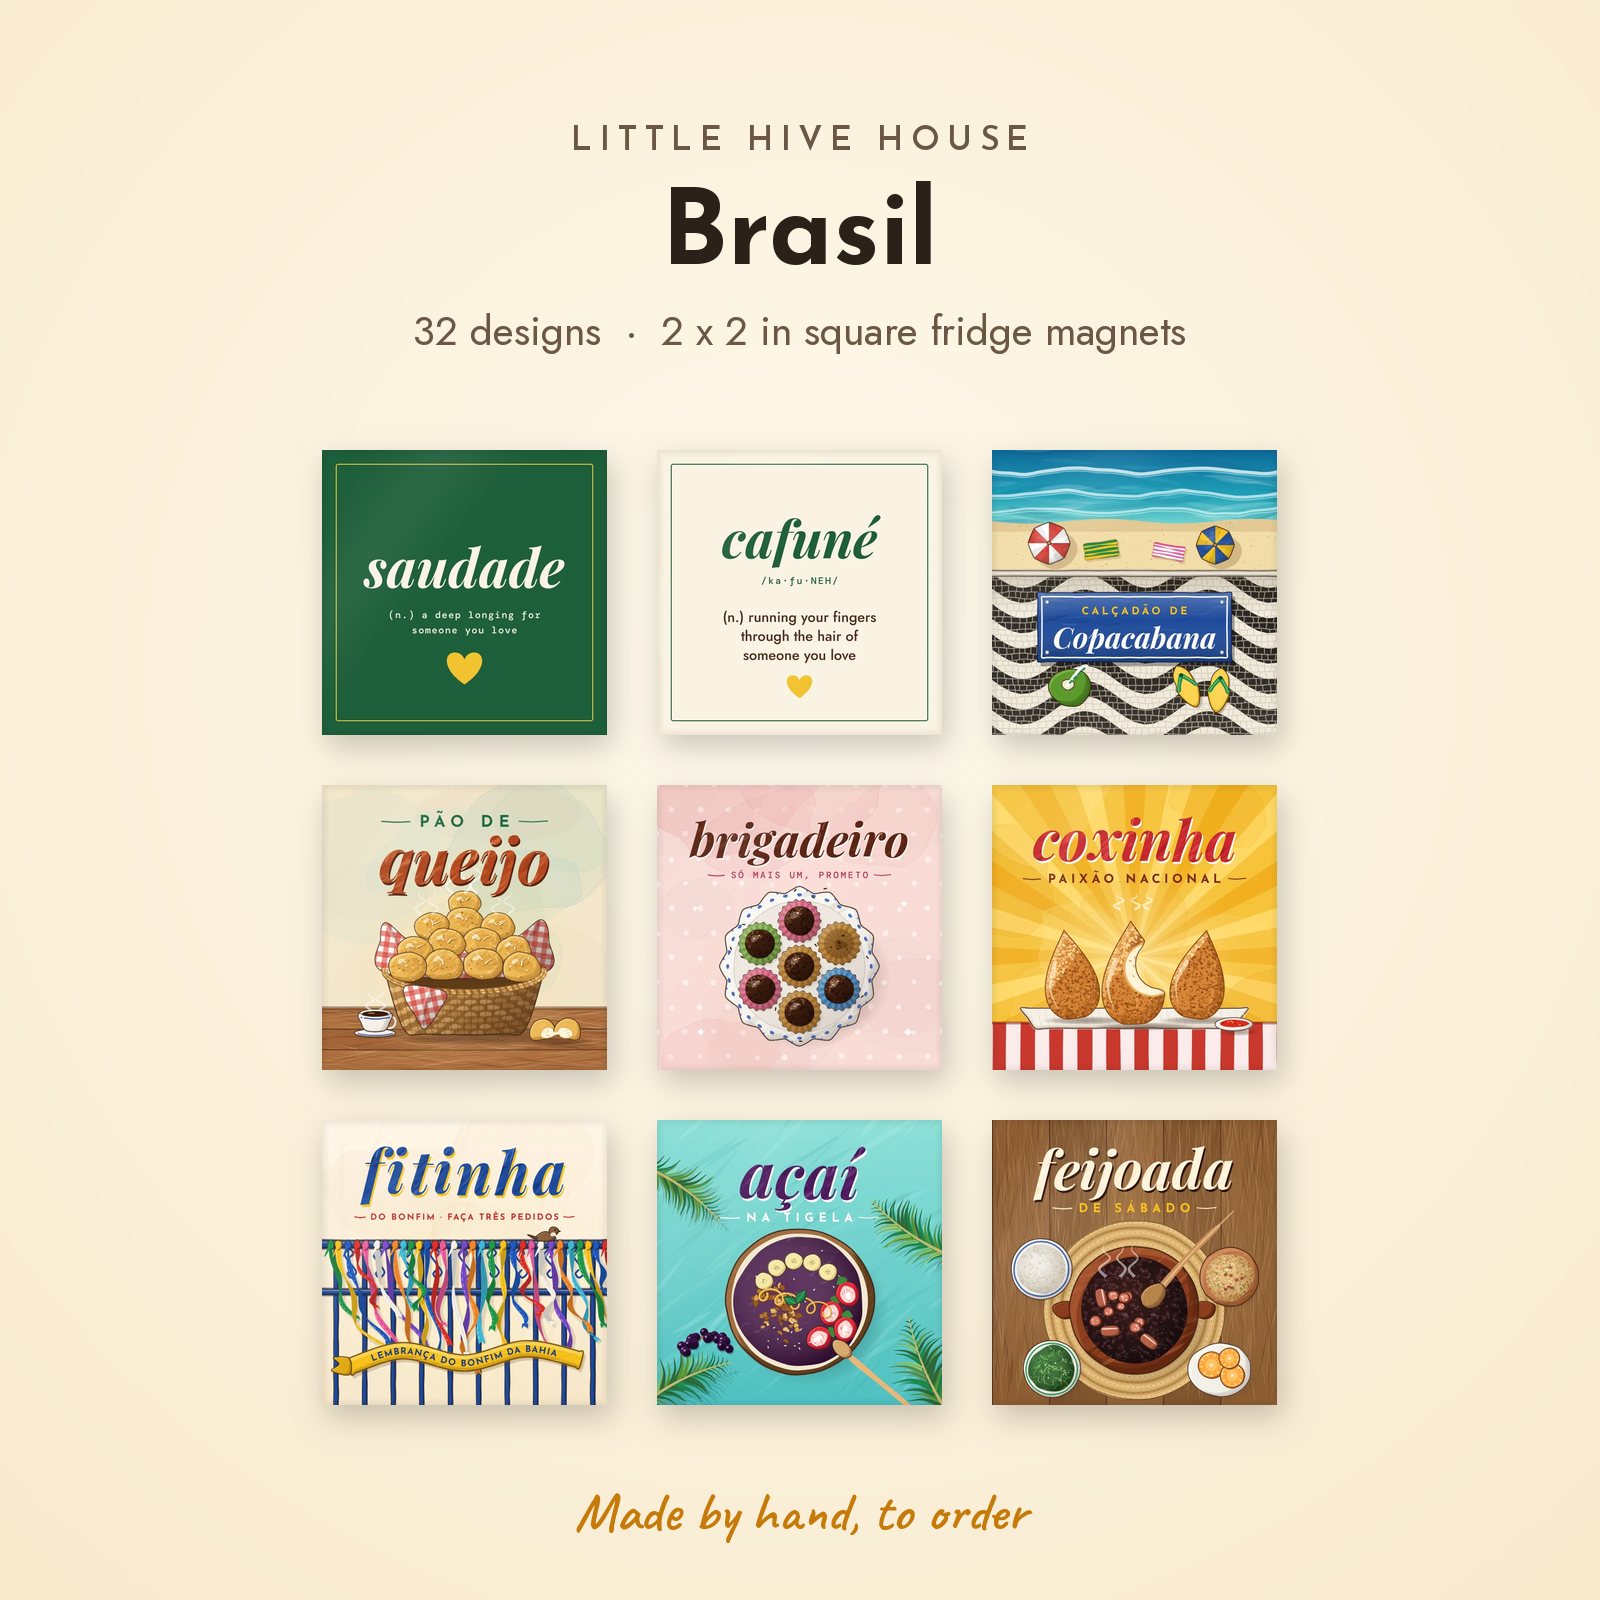 LITTLE HIVE HOUSE
Brasil
32 designs · 2 x 2 in square fridge magnets
saudade
(n.) a deep longing for
someone you love
cafuné
/ka·fu·NEH/
(n.) running your fingers
through the hair of
someone you love
CALÇADÃO DE
Copacabana
PÃO DE
queijo
brigadeiro
SÓ MAIS UM, PROMETO
coxinha
PAIXÃO NACIONAL
fitinha
DO BONFIM · FAÇA TRÊS PEDIDOS
LEMBRANÇA DO BONFIM DA BAHIA
açaí
NA TIGELA
feijoada
DE SÁBADO
Made by hand, to order